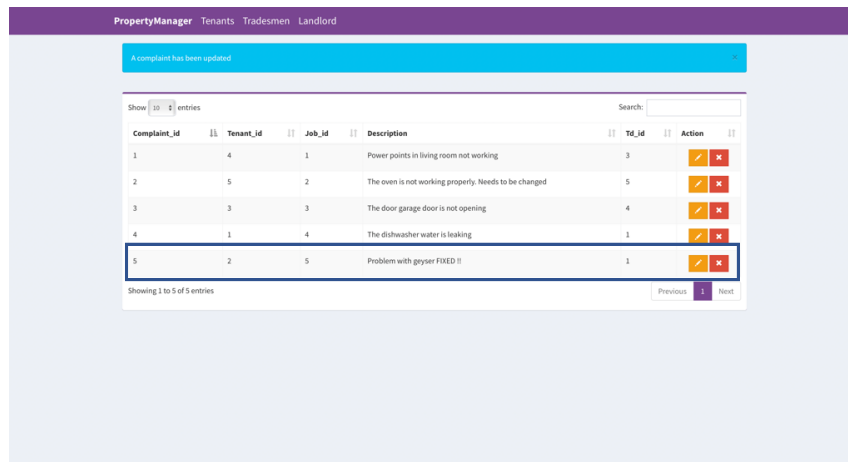 PropertyManager Tenants Tradesmen Landlord
A complaint has been updated ×
Show 10 entries Search:
Complaint_id Tenant_id Job_id Description Td_id Action
1 4 1 Power points in living room not working 3
2 5 2 The oven is not working properly. Needs to be changed 5
3 3 3 The door garage door is not opening 4
4 1 4 The dishwasher water is leaking 1
5 2 5 Problem with geyser FIXED !! 1
Showing 1 to 5 of 5 entries Previous 1 Next